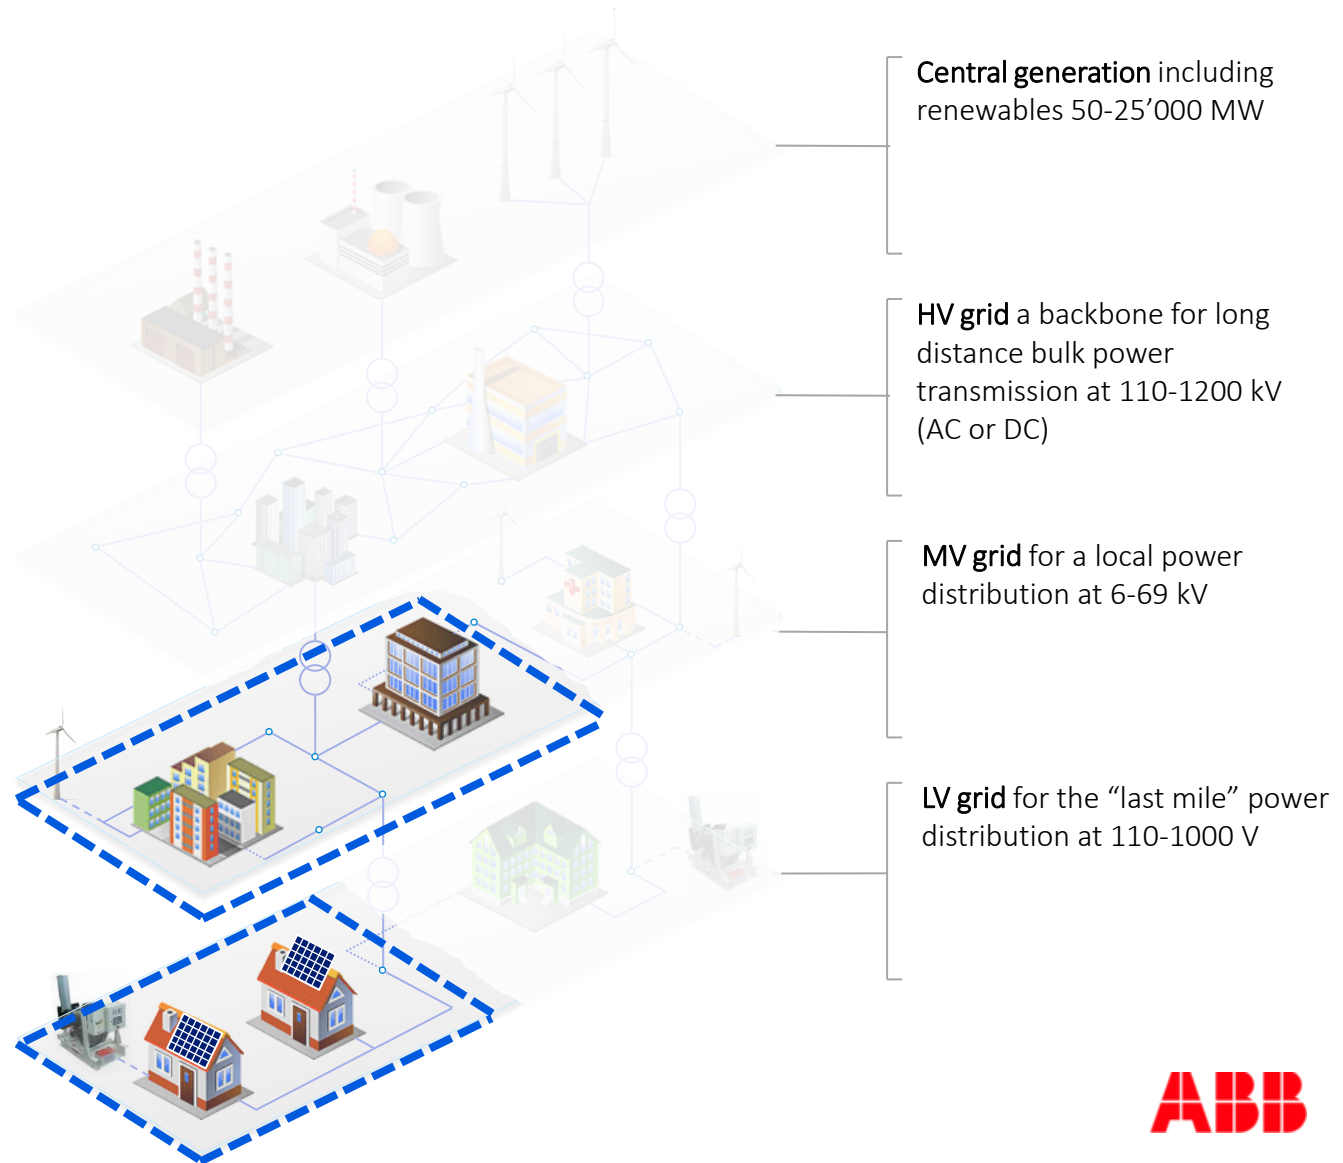 Central generation including
renewables 50-25’000 MW
HV grid a backbone for long
distance bulk power
transmission at 110-1200 kV
(AC or DC)
MV grid for a local power
distribution at 6-69 kV
LV grid for the “last mile” power
distribution at 110-1000 V
ABB